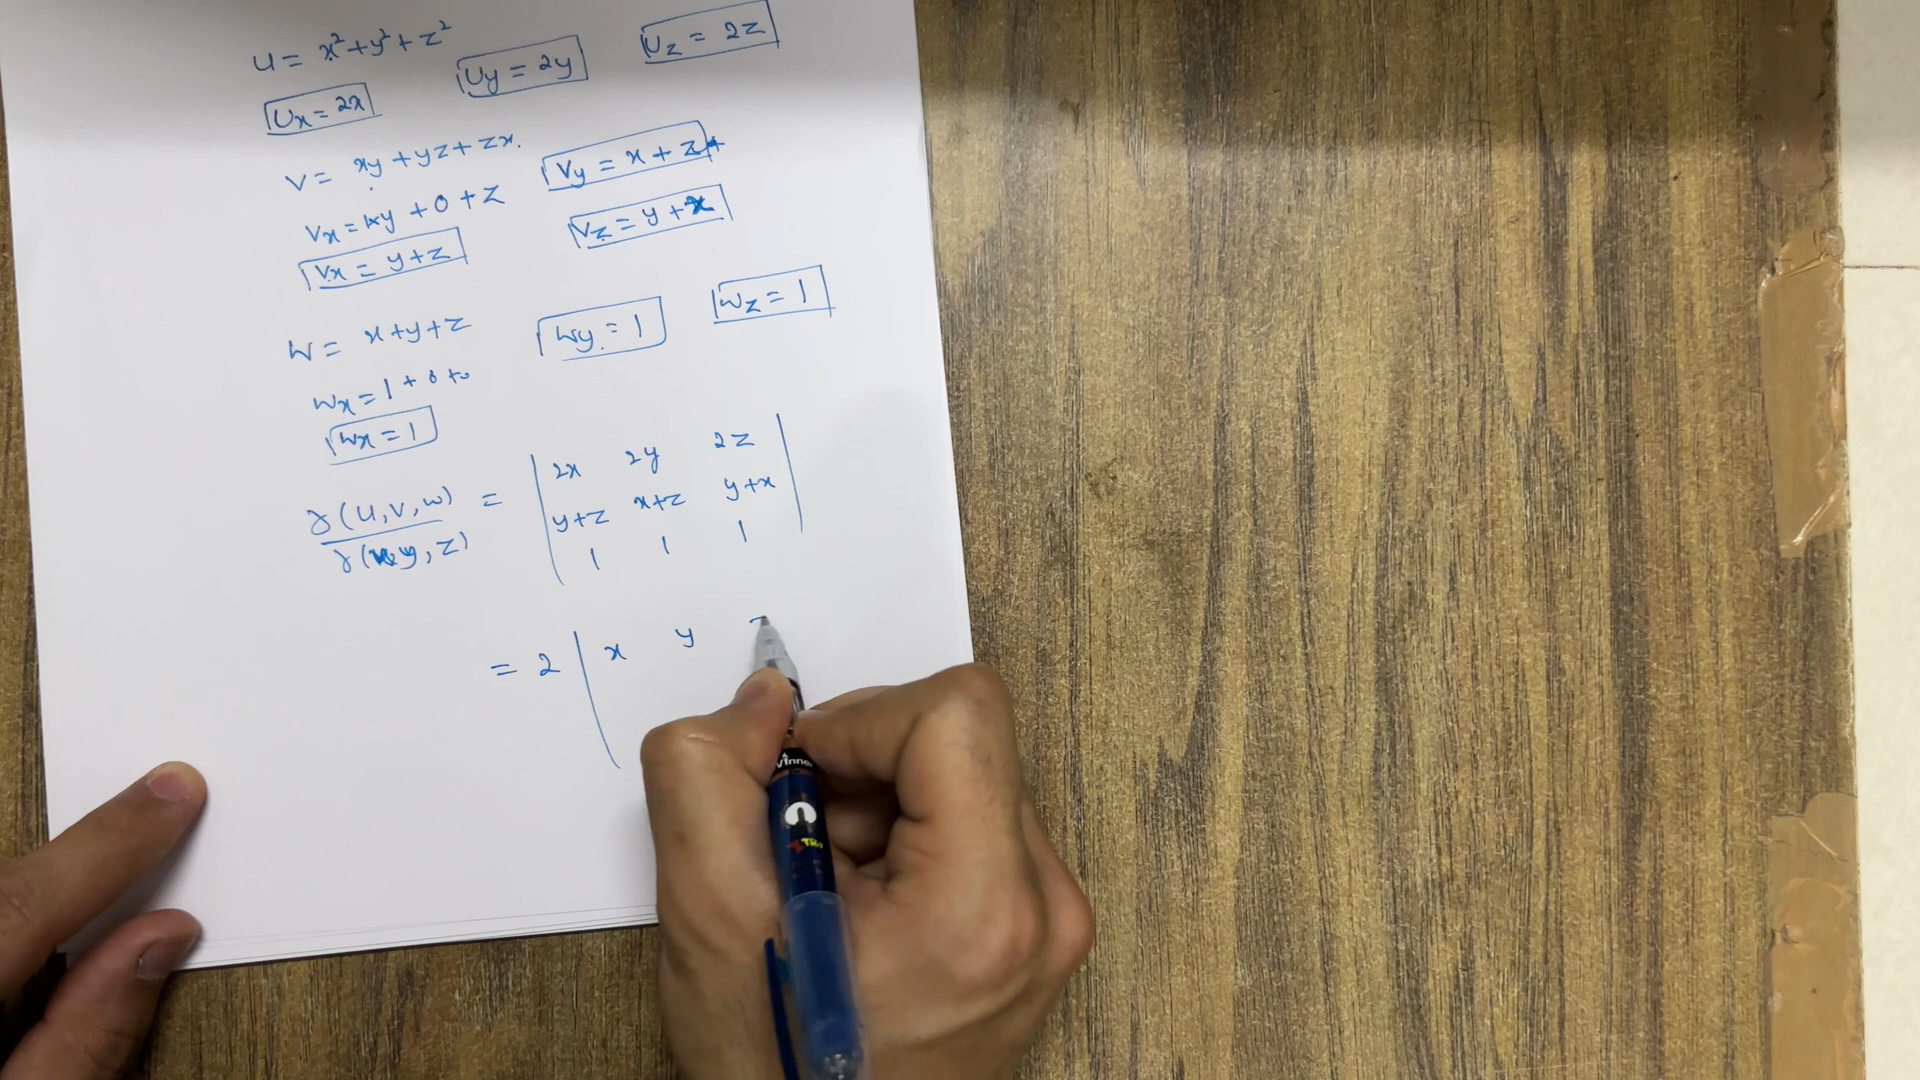 u = x² + y² + z²
Ux = 2x
Uy = 2y
Uz = 2z
V = xy + yz + zx.
Vx = y + 0 + z
Vx = y + z
Vy = x + z
Vz = y + x
W = x + y + z
Wx = 1 + 0 + 0
Wx = 1
Wy = 1
Wz = 1
∂(u, v, w) / ∂(x, y, z) = | 2x 2y 2z |
| y+z x+z y+x |
| 1 1 1 |
= 2 | x y